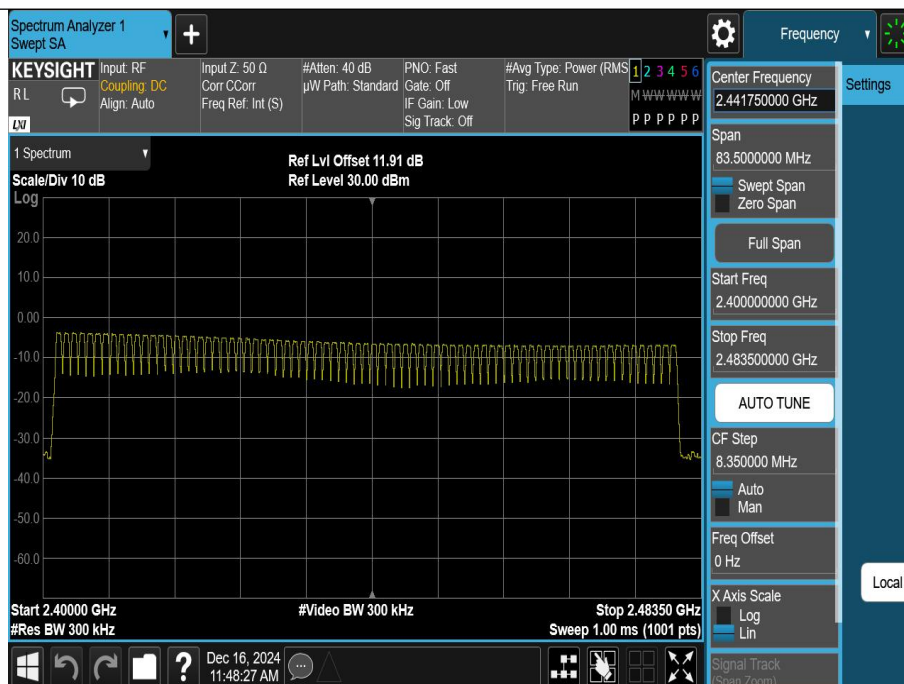 Spectrum Analyzer 1
Swept SA
Frequency
KEYSIGHT
R L
LXI
Input: RF
Coupling: DC
Align: Auto
Input Z: 50 Ω
Corr CCorr
Freq Ref: Int (S)
#Atten: 40 dB
µW Path: Standard
PNO: Fast
Gate: Off
IF Gain: Low
Sig Track: Off
#Avg Type: Power (RMS
Trig: Free Run
1 2 3 4 5 6
M W W W W W
P P P P P P
Center Frequency
2.441750000 GHz
Settings
Span
83.5000000 MHz
Swept Span
Zero Span
Full Span
Start Freq
2.400000000 GHz
Stop Freq
2.483500000 GHz
AUTO TUNE
CF Step
8.350000 MHz
Auto
Man
Freq Offset
0 Hz
X Axis Scale
Log
Lin
Signal Track
(Span Zoom)
Local
1 Spectrum
Scale/Div 10 dB
Log
Ref Lvl Offset 11.91 dB
Ref Level 30.00 dBm
20.0
10.0
0.00
-10.0
-20.0
-30.0
-40.0
-50.0
-60.0
Start 2.40000 GHz
#Res BW 300 kHz
#Video BW 300 kHz
Stop 2.48350 GHz
Sweep 1.00 ms (1001 pts)
?
Dec 16, 2024
11:48:27 AM